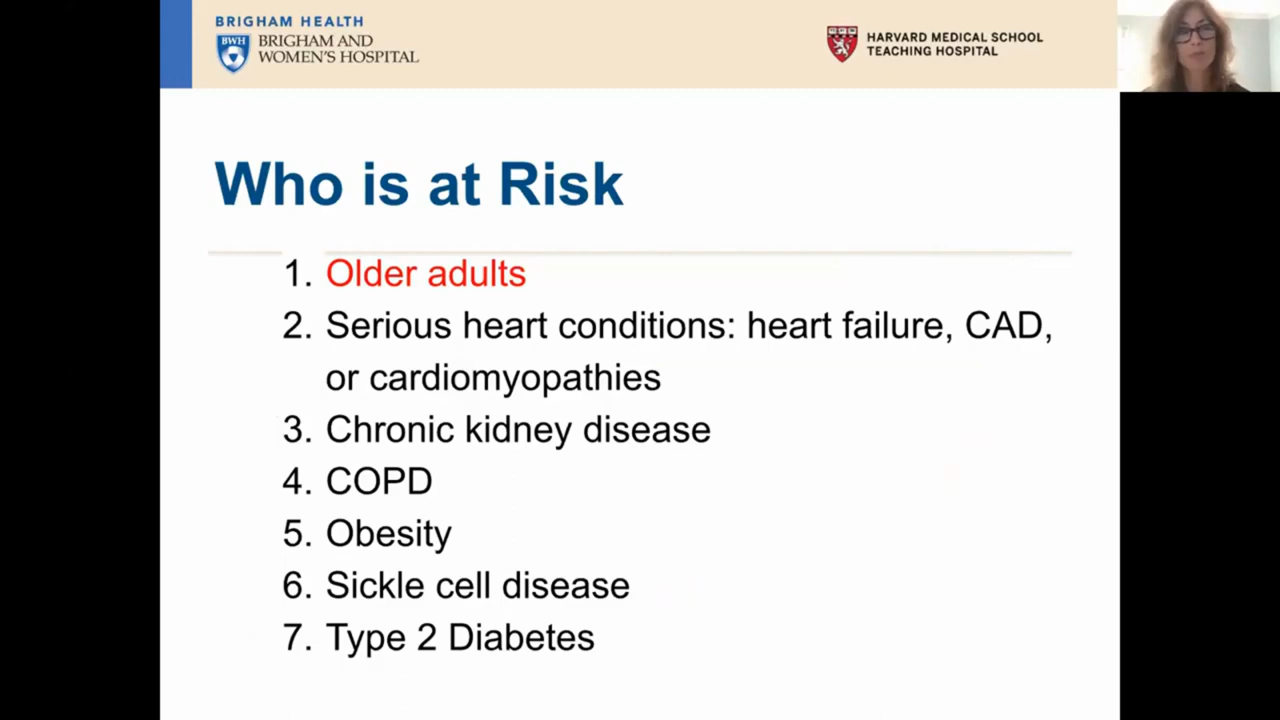 BRIGHAM HEALTH
BWH
BRIGHAM AND
WOMEN'S HOSPITAL
HARVARD MEDICAL SCHOOL
TEACHING HOSPITAL
Who is at Risk
1. Older adults
2. Serious heart conditions: heart failure, CAD,
or cardiomyopathies
3. Chronic kidney disease
4. COPD
5. Obesity
6. Sickle cell disease
7. Type 2 Diabetes